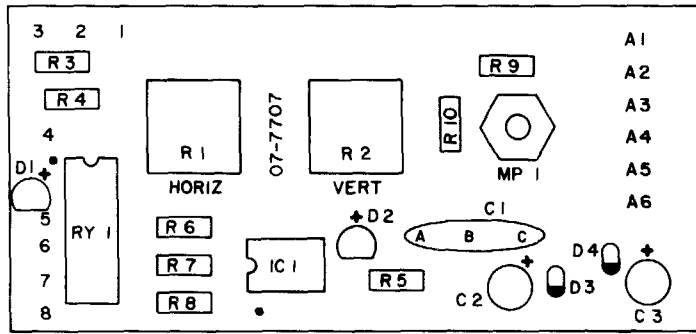 3 2 1
R3
R4
4
D1
+
5
6
7
8
RY 1
R1
HORIZ
07-7707
R2
VERT
R9
R10
MP 1
A1
A2
A3
A4
A5
A6
R6
R7
R8
IC 1
+
D2
R5
C1
A B C
+
C2
D3
D4
+
C3